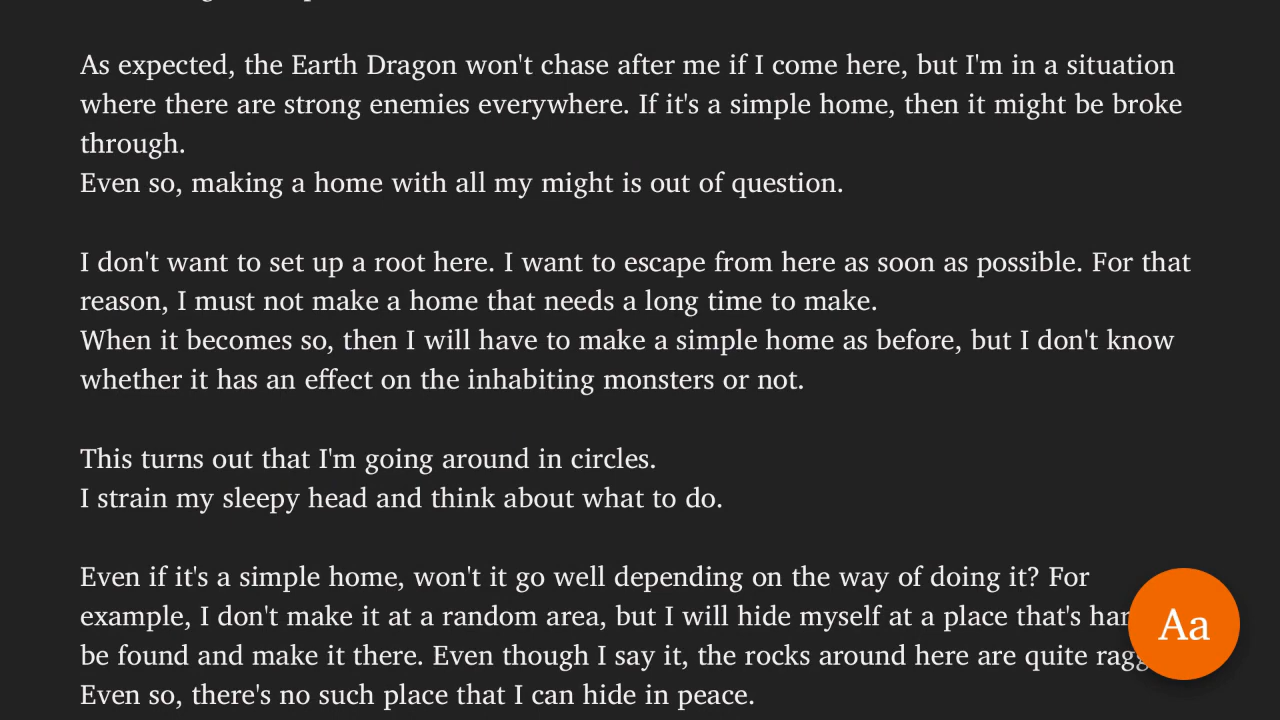 As expected, the Earth Dragon won't chase after me if I come here, but I'm in a situation
where there are strong enemies everywhere. If it's a simple home, then it might be broke
through.
Even so, making a home with all my might is out of question.
I don't want to set up a root here. I want to escape from here as soon as possible. For that
reason, I must not make a home that needs a long time to make.
When it becomes so, then I will have to make a simple home as before, but I don't know
whether it has an effect on the inhabiting monsters or not.
This turns out that I'm going around in circles.
I strain my sleepy head and think about what to do.
Even if it's a simple home, won't it go well depending on the way of doing it? For
example, I don't make it at a random area, but I will hide myself at a place that's
be found and make it there. Even though I say it, the rocks around here are quite
Even so, there's no such place that I can hide in peace.
Aa